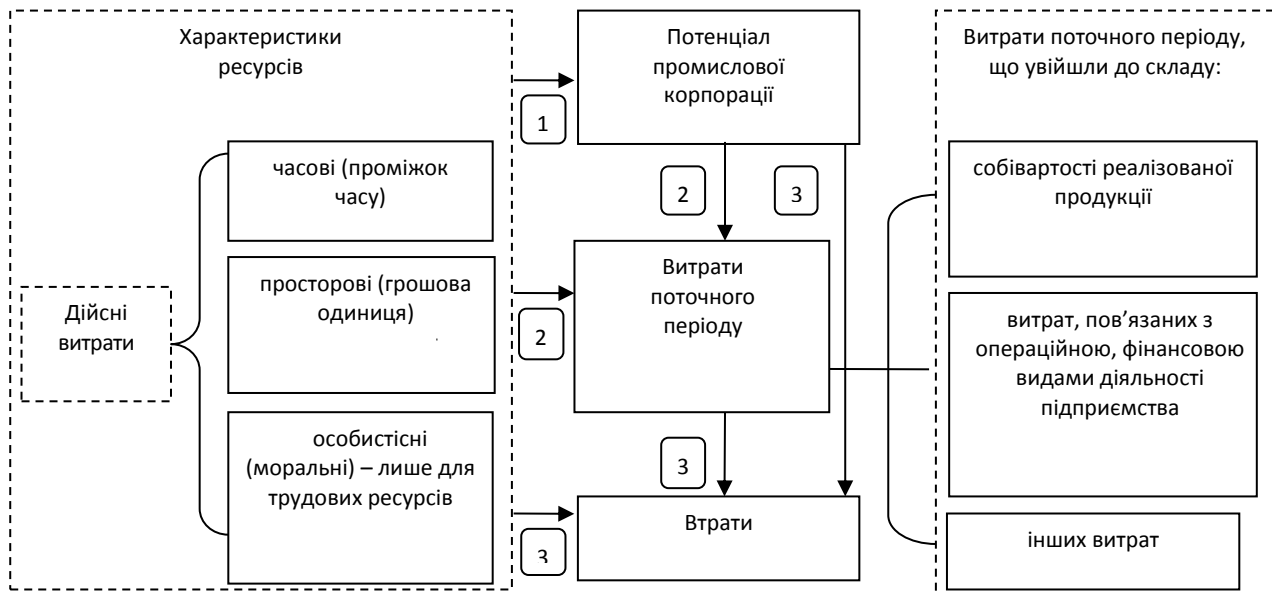 Характеристики
ресурсів
часові (проміжок
часу)
просторові (грошова
одиниця)
Дійсні
витрати
особистісні
(моральні) – лише для
трудових ресурсів
1
2
3
Потенціал
промислової
корпорації
2
3
Витрати
поточного
періоду
3
Втрати
Витрати поточного періоду,
що увійшли до складу:
собівартості реалізованої
продукції
витрат, пов’язаних з
операційною, фінансовою
видами діяльності
підприємства
інших витрат